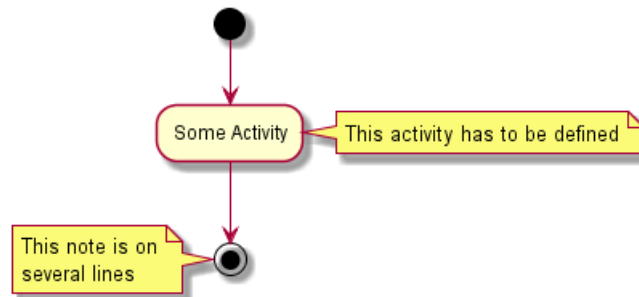 Some Activity
This activity has to be defined
This note is on
several lines